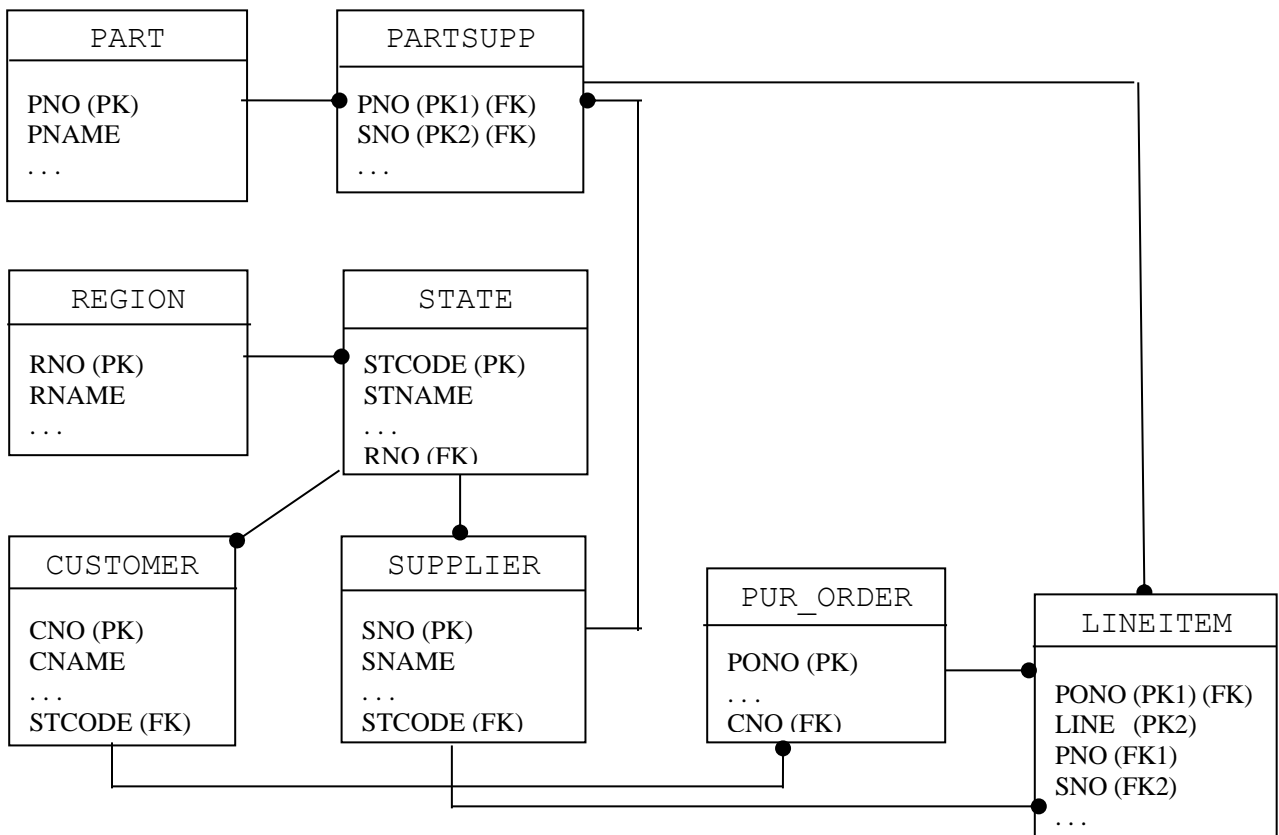 PART
PNO (PK)
PNAME
. . .
PARTSUPP
PNO (PK1) (FK)
SNO (PK2) (FK)
. . .
REGION
RNO (PK)
RNAME
. . .
STATE
STCODE (PK)
STNAME
. . .
RNO (FK)
CUSTOMER
CNO (PK)
CNAME
. . .
STCODE (FK)
SUPPLIER
SNO (PK)
SNAME
. . .
STCODE (FK)
PUR_ORDER
PONO (PK)
. . .
CNO (FK)
LINEITEM
PONO (PK1) (FK)
LINE (PK2)
PNO (FK1)
SNO (FK2)
. . .